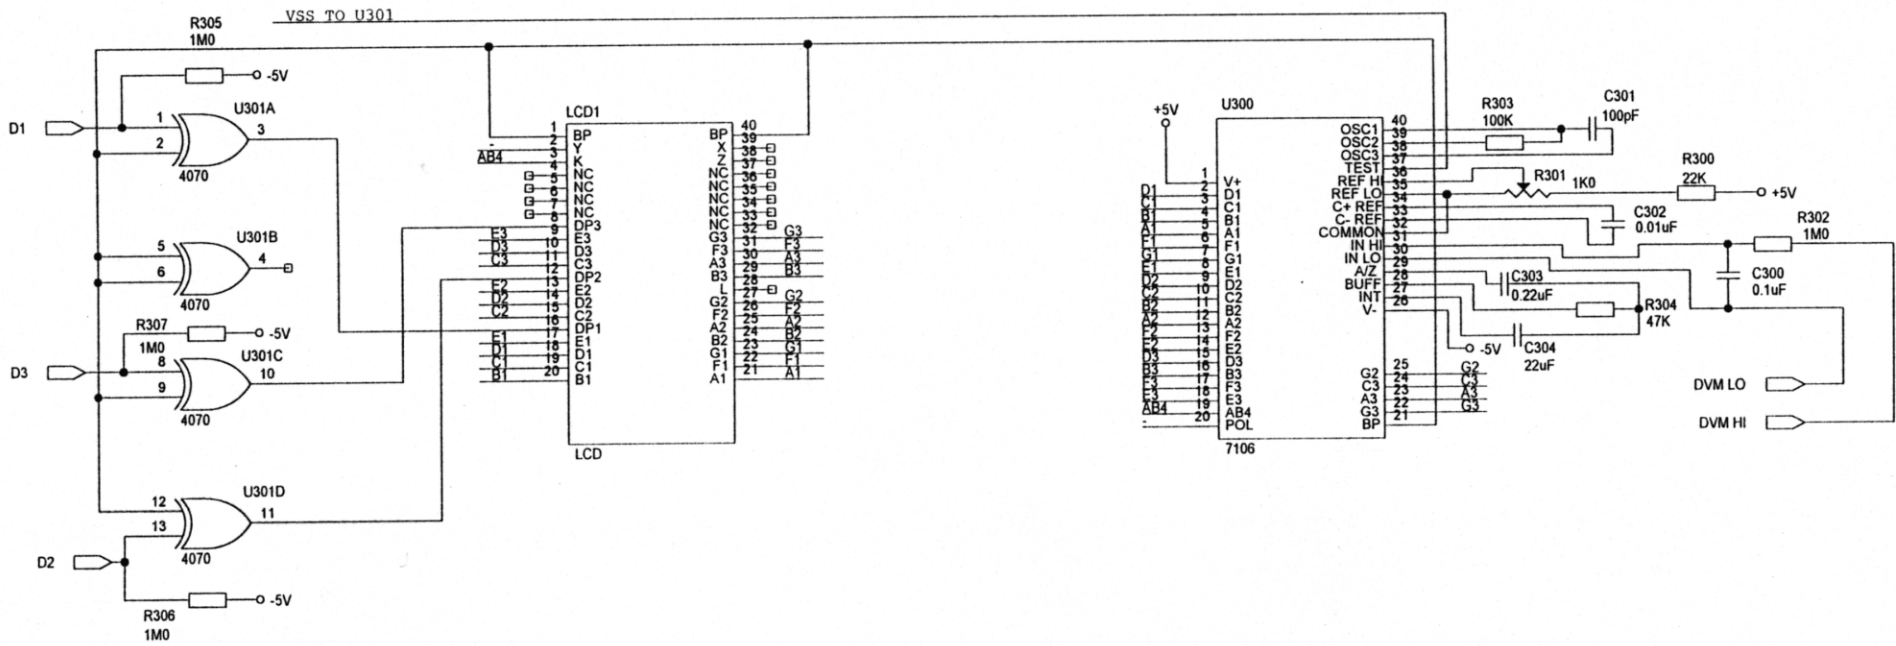 VSS TO U301
R305
1M0
-5V
D1
1
2
U301A
3
4070
5
6
U301B
4
4070
R307
1M0
-5V
D3
8
9
U301C
10
4070
12
13
U301D
11
4070
D2
R306
1M0
-5V
LCD1
1 BP
- 2 Y
AB4 3 K
4 NC
5 NC
6 NC
7 NC
8 DP3
E3 9 E3
D3 10 D3
C3 11 C3
12 DP2
E2 13 E2
D2 14 D2
C2 15 C2
16 DP1
E1 17 E1
D1 18 D1
C1 19 C1
B1 20 B1
BP 40
X 39
Z 38
NC 37
NC 36
NC 35
NC 34
NC 33
G3 32 G3
F3 31 F3
A3 30 A3
B3 29 B3
L 28
G2 27 G2
F2 26 F2
A2 25 A2
B2 24 B2
G1 23 G1
F1 22 F1
A1 21 A1
LCD
+5V
U300
1 V+
D1 2 D1
C1 3 C1
B1 4 B1
A1 5 A1
F1 6 F1
G1 7 G1
E1 8 E1
D2 9 D2
C2 10 C2
B2 11 B2
A2 12 A2
F2 13 F2
E2 14 E2
D3 15 D3
B3 16 B3
F3 17 F3
E3 18 E3
AB4 19 AB4
- 20 POL
OSC1 40
OSC2 39
OSC3 38
TEST 37
REF HI 36
REF LO 35
C+ REF 34
C- REF 33
COMMON 32
IN HI 31
IN LO 30
A/Z 29
BUFF 28
INT 27
V- 26
G2 25 G2
C3 24 C3
A3 23 A3
G3 22 G3
BP 21
7106
R303
100K
C301
100pF
R301
1K0
R300
22K
+5V
C302
0.01uF
R302
1M0
C300
0.1uF
C303
0.22uF
R304
47K
C304
22uF
-5V
DVM LO
DVM HI